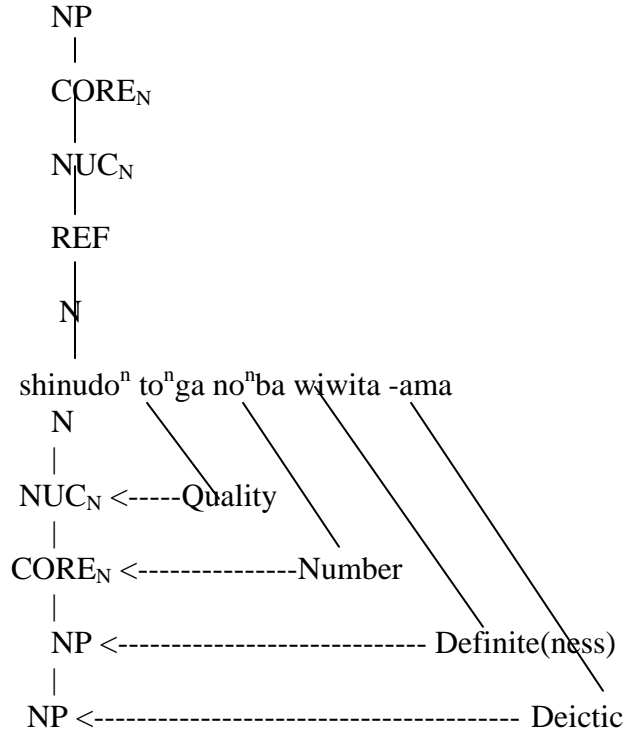 NP
CORE_N
NUC_N
REF
N
shinudoⁿ toⁿga noⁿba wiwita -ama
N
|
NUC_N <-----Quality
|
CORE_N <---------------Number
|
NP <---------------------------- Definite(ness)
|
NP <--------------------------------------- Deictic